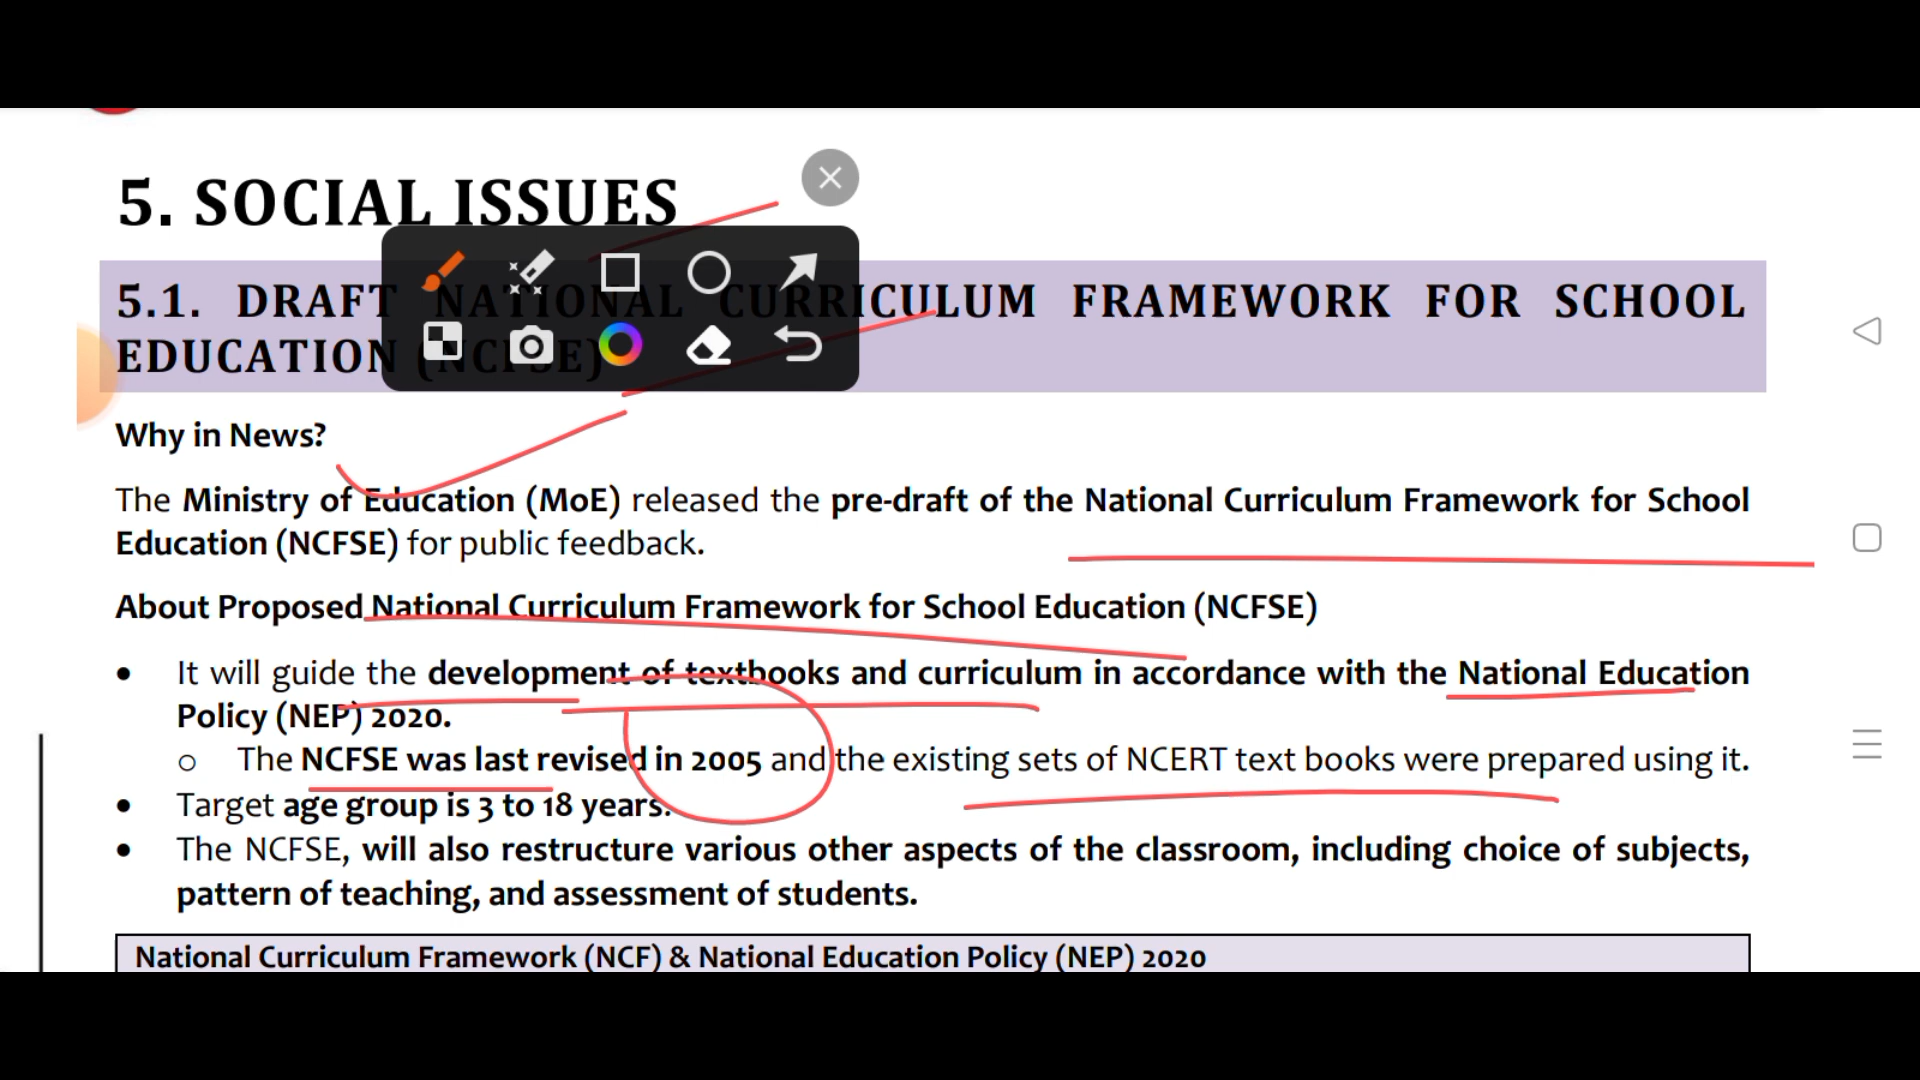 5. SOCIAL ISSUES
5.1. DRAFT NATIONAL CURRICULUM FRAMEWORK FOR SCHOOL
EDUCATION (NCFSE)
Why in News?
The Ministry of Education (MoE) released the pre-draft of the National Curriculum Framework for School
Education (NCFSE) for public feedback.
About Proposed National Curriculum Framework for School Education (NCFSE)
• It will guide the development of textbooks and curriculum in accordance with the National Education
Policy (NEP) 2020.
o The NCFSE was last revised in 2005 and the existing sets of NCERT text books were prepared using it.
• Target age group is 3 to 18 years.
• The NCFSE, will also restructure various other aspects of the classroom, including choice of subjects,
pattern of teaching, and assessment of students.
National Curriculum Framework (NCF) & National Education Policy (NEP) 2020